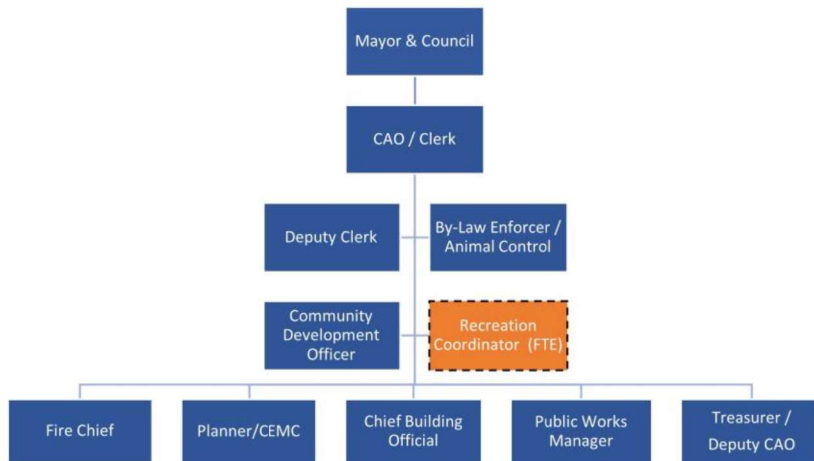 Mayor & Council
CAO / Clerk
Deputy Clerk
By-Law Enforcer /
Animal Control
Community
Development
Officer
Recreation
Coordinator (FTE)
Fire Chief
Planner/CEMC
Chief Building
Official
Public Works
Manager
Treasurer /
Deputy CAO